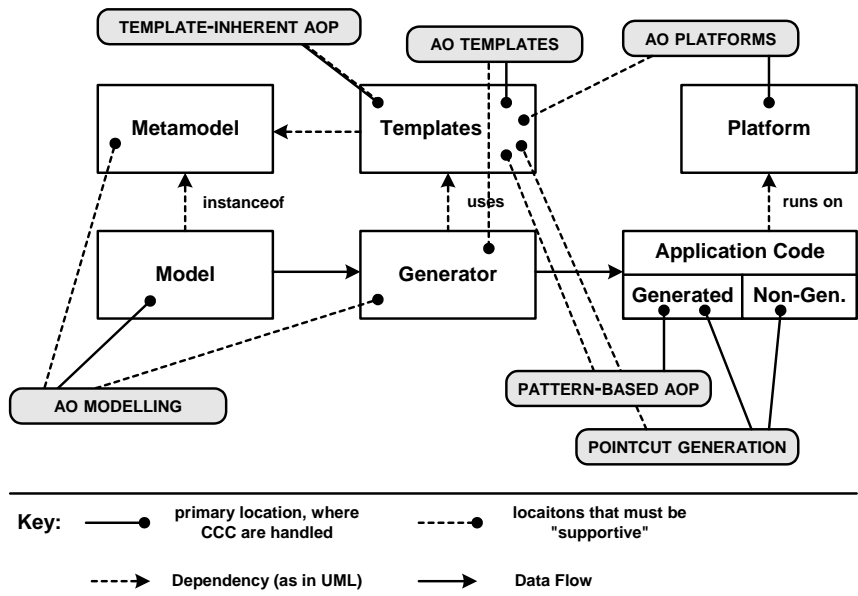 TEMPLATE-INHERENT AOP
AO TEMPLATES
AO PLATFORMS
Metamodel
Templates
Platform
instanceof
uses
runs on
Model
Generator
Application Code
Generated
Non-Gen.
AO MODELLING
PATTERN-BASED AOP
POINTCUT GENERATION
Key:
primary location, where
CCC are handled
locaitons that must be
"supportive"
Dependency (as in UML)
Data Flow